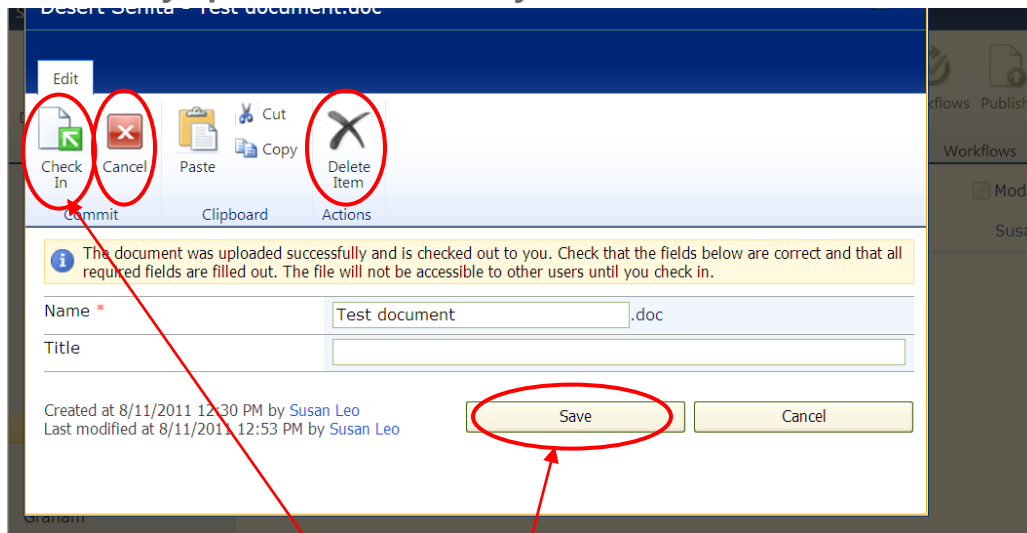 Desert Senita - Test document.doc
Edit
Check In
Cancel
Paste
Cut
Copy
Delete Item
Commit
Clipboard
Actions
Publish
Workflows
The document was uploaded successfully and is checked out to you. Check that the fields below are correct and that all
required fields are filled out. The file will not be accessible to other users until you check in.
Name *
Test document
.doc
Title
Created at 8/11/2011 12:30 PM by Susan Leo
Last modified at 8/11/2011 12:53 PM by Susan Leo
Save
Cancel
Graham